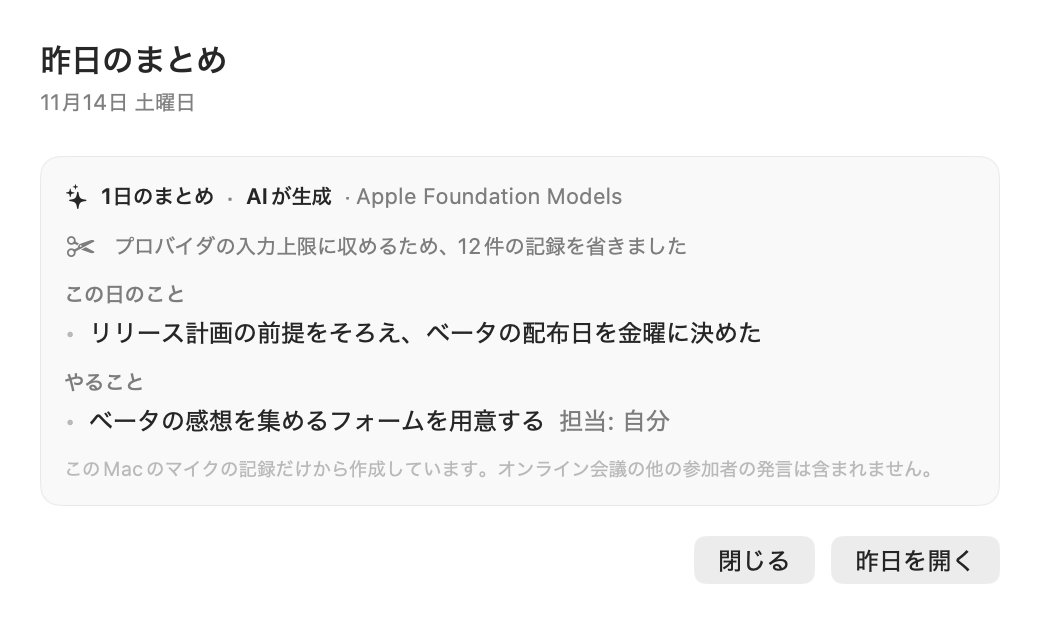 昨日のまとめ
11月14日 土曜日
1日のまとめ · AIが生成 · Apple Foundation Models
プロバイダの入力上限に収めるため、12件の記録を省きました
この日のこと
• リリース計画の前提をそろえ、ベータの配布日を金曜に決めた
やること
• ベータの感想を集めるフォームを用意する 担当: 自分
このMacのマイクの記録だけから作成しています。オンライン会議の他の参加者の発言は含まれません。
閉じる 昨日を開く